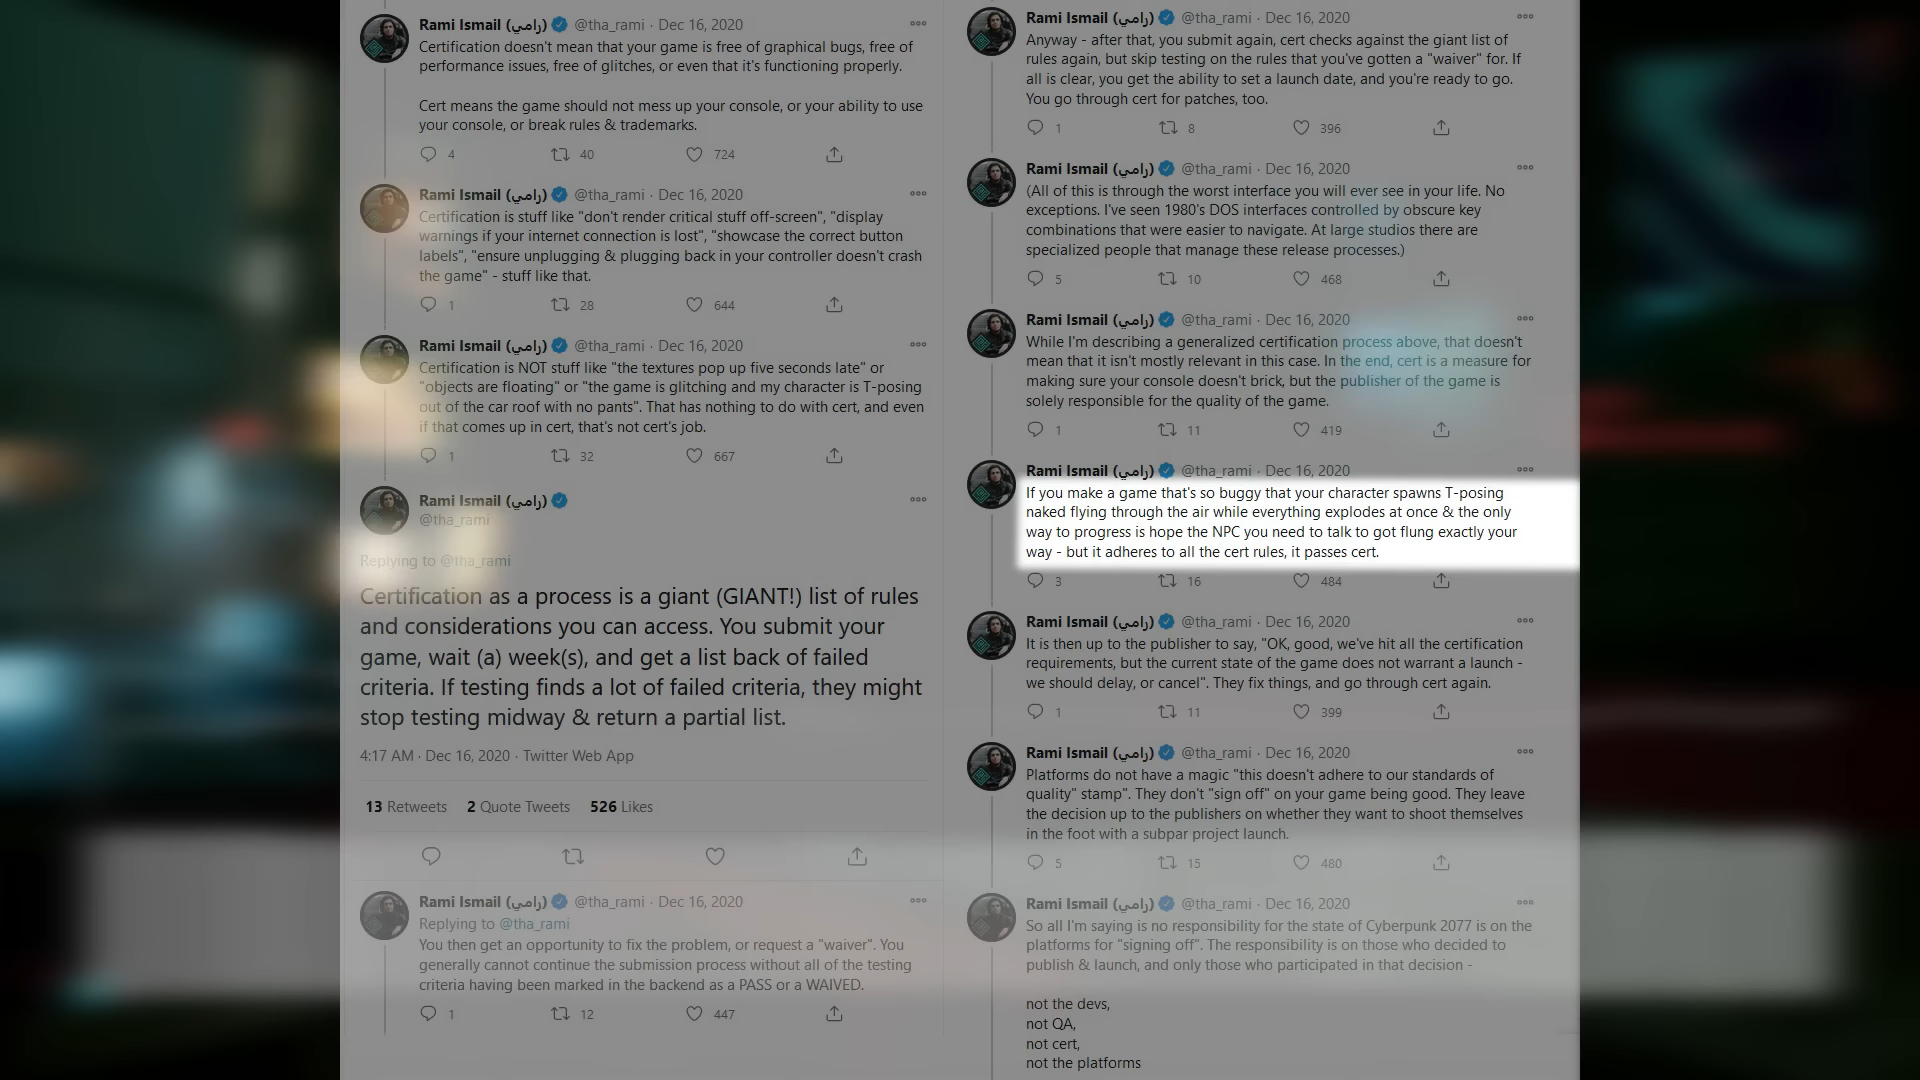 Rami Ismail (رامي) @tha_rami · Dec 16, 2020
Certification doesn't mean that your game is free of graphical bugs, free of
performance issues, free of glitches, or even that it's functioning properly.
Cert means the game should not mess up your console, or your ability to use
your console, or break rules & trademarks.
4 40 724
Rami Ismail (رامي) @tha_rami · Dec 16, 2020
Certification is stuff like "don't render critical stuff off-screen", "display
warnings if your internet connection is lost", "showcase the correct button
labels", "ensure unplugging & plugging back in your controller doesn't crash
the game" - stuff like that.
1 28 644
Rami Ismail (رامي) @tha_rami · Dec 16, 2020
Certification is NOT stuff like "the textures pop up five seconds late" or
"objects are floating" or "the game is glitching and my character is T-posing
out of the car roof with no pants". That has nothing to do with cert, and even
if that comes up in cert, that's not cert's job.
1 32 667
Rami Ismail (رامي)
@tha_rami
Replying to @tha_rami
Certification as a process is a giant (GIANT!) list of rules
and considerations you can access. You submit your
game, wait (a) week(s), and get a list back of failed
criteria. If testing finds a lot of failed criteria, they might
stop testing midway & return a partial list.
4:17 AM · Dec 16, 2020 · Twitter Web App
13 Retweets 2 Quote Tweets 526 Likes
Rami Ismail (رامي) @tha_rami · Dec 16, 2020
Replying to @tha_rami
You then get an opportunity to fix the problem, or request a "waiver". You
generally cannot continue the submission process without all of the testing
criteria having been marked in the backend as a PASS or a WAIVED.
1 12 447
Rami Ismail (رامي) @tha_rami · Dec 16, 2020
Anyway - after that, you submit again, cert checks against the giant list of
rules again, but skip testing on the rules that you've gotten a "waiver" for. If
all is clear, you get the ability to set a launch date, and you're ready to go.
You go through cert for patches, too.
1 8 396
Rami Ismail (رامي) @tha_rami · Dec 16, 2020
(All of this is through the worst interface you will ever see in your life. No
exceptions. I've seen 1980's DOS interfaces controlled by obscure key
combinations that were easier to navigate. At large studios there are
specialized people that manage these release processes.)
5 10 468
Rami Ismail (رامي) @tha_rami · Dec 16, 2020
While I'm describing a generalized certification process above, that doesn't
mean that it isn't mostly relevant in this case. In the end, cert is a measure for
making sure your console doesn't brick, but the publisher of the game is
solely responsible for the quality of the game.
1 11 419
Rami Ismail (رامي) @tha_rami · Dec 16, 2020
If you make a game that's so buggy that your character spawns T-posing
naked flying through the air while everything explodes at once & the only
way to progress is hope the NPC you need to talk to got flung exactly your
way - but it adheres to all the cert rules, it passes cert.
3 16 484
Rami Ismail (رامي) @tha_rami · Dec 16, 2020
It is then up to the publisher to say, "OK, good, we've hit all the certification
requirements, but the current state of the game does not warrant a launch -
we should delay, or cancel". They fix things, and go through cert again.
1 11 399
Rami Ismail (رامي) @tha_rami · Dec 16, 2020
Platforms do not have a magic "this doesn't adhere to our standards of
quality" stamp". They don't "sign off" on your game being good. They leave
the decision up to the publishers on whether they want to shoot themselves
in the foot with a subpar project launch.
5 15 480
Rami Ismail (رامي) @tha_rami · Dec 16, 2020
So all I'm saying is no responsibility for the state of Cyberpunk 2077 is on the
platforms for "signing off". The responsibility is on those who decided to
publish & launch, and only those who participated in that decision -
not the devs,
not QA,
not cert,
not the platforms